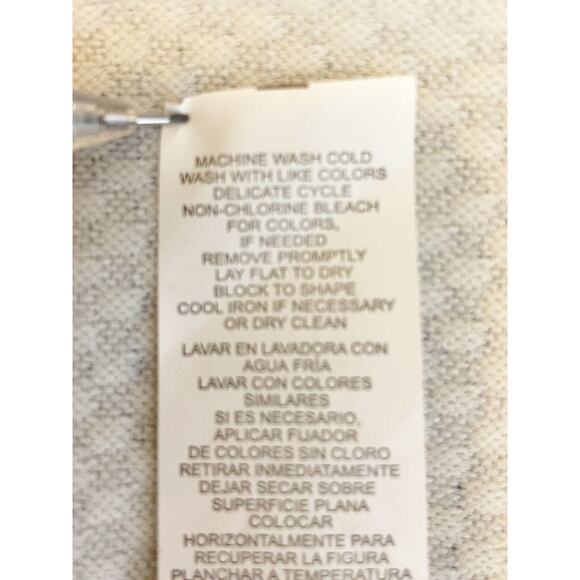 MACHINE WASH COLD
WASH WITH LIKE COLORS
DELICATE CYCLE
NON-CHLORINE BLEACH
FOR COLORS,
IF NEEDED
REMOVE PROMPTLY
LAY FLAT TO DRY
BLOCK TO SHAPE
COOL IRON IF NECESSARY
OR DRY CLEAN
LAVAR EN LAVADORA CON
AGUA FRÍA
LAVAR CON COLORES
SIMILARES
SI ES NECESARIO,
APLICAR FIJADOR
DE COLORES SIN CLORO
RETIRAR INMEDIATAMENTE
DEJAR SECAR SOBRE
SUPERFICIE PLANA
COLOCAR
HORIZONTALMENTE PARA
RECUPERAR LA FIGURA
PLANCHAR A TEMPERATURA